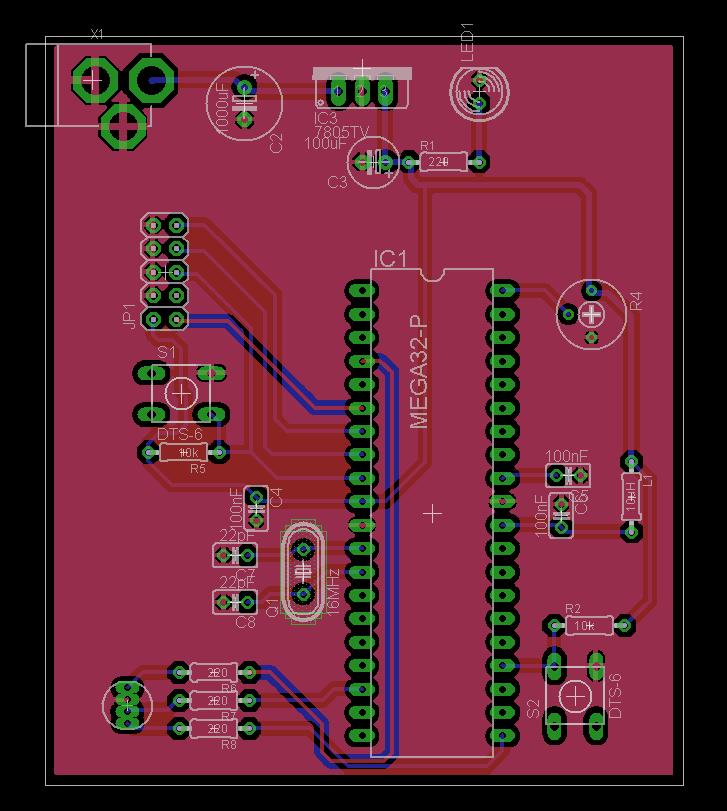 X1
1000uF
C2
IC3
7805TV
100uF
C3
LED1
R1
220
IC1
MEGA32-P
R4
JP1
S1
DTS-6
10k
R5
100nF
C4
22pF
C7
22pF
C8
Q1
16MHz
100nF
C5
100nF
C6
10uH
L1
R2
10k
S2
DTS-6
220
R6
220
R7
220
R8